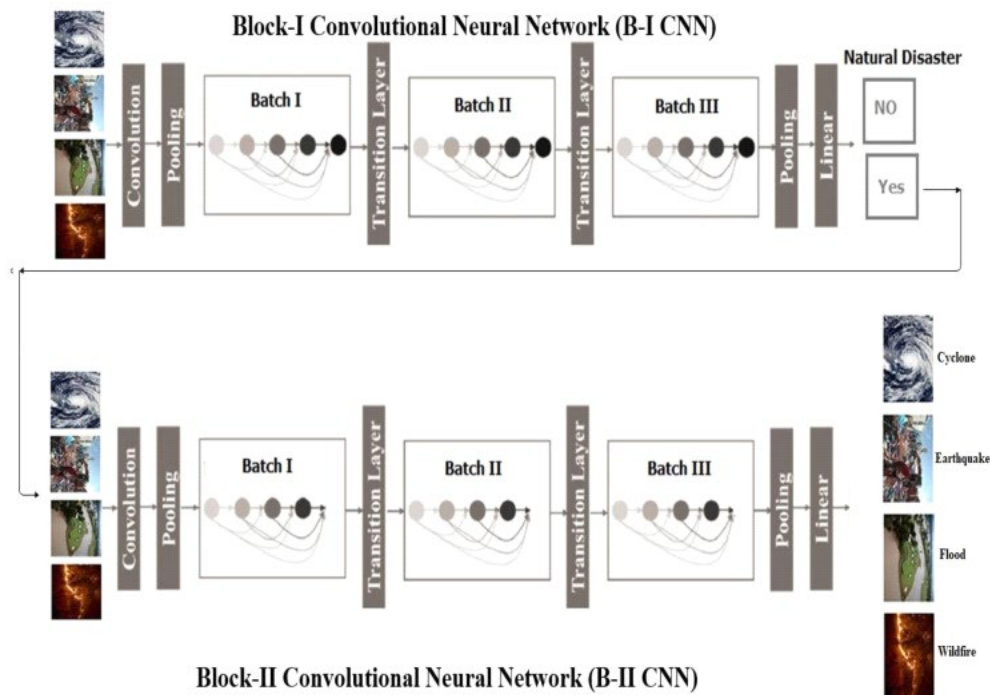 Block-I Convolutional Neural Network (B-I CNN)
Natural Disaster
Convolution
Pooling
Batch I
Transition Layer
Batch II
Transition Layer
Batch III
Pooling
Linear
NO
Yes
c
Convolution
Pooling
Batch I
Transition Layer
Batch II
Transition Layer
Batch III
Pooling
Linear
Cyclone
Earthquake
Flood
Wildfire
Block-II Convolutional Neural Network (B-II CNN)